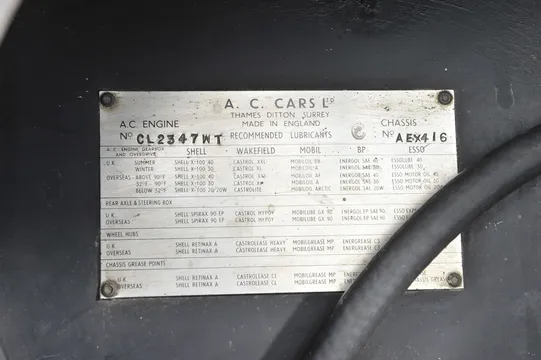 A. C. CARS LTD
THAMES DITTON, SURREY
MADE IN ENGLAND
A.C. ENGINE
CHASSIS
No CL2347WT RECOMMENDED LUBRICANTS No AEX416
A.C. ENGINE, GEARBOX AND OVERDRIVE SHELL WAKEFIELD MOBIL BP ESSO
U.K. SUMMER SHELL X-100 40 CASTROL XXL MOBILOIL BB ENERGOL SAE 40 ESSOLUBE 40
WINTER SHELL X-100 30 CASTROL XL MOBILOIL A ENERGOL SAE 30 ESSOLUBE 30
OVERSEAS ABOVE 90°F SHELL X-100 40 CASTROL XXL MOBILOIL AF ENERGOL SAE 40 ESSO MOTOR OIL 40
32°F - 90°F SHELL X-100 30 CASTROL XL MOBILOIL A ENERGOL SAE 30 ESSO MOTOR OIL 30
BELOW 32°F SHELL X-100 20/20W CASTROLITE MOBILOIL ARCTIC ENERGOL SAE 20W ESSO MOTOR OIL 20
REAR AXLE & STEERING BOX
U.K. SHELL SPIRAX 90 EP CASTROL HYPOY MOBILUBE GX 90 ENERGOL EP SAE 90 ESSO
OVERSEAS SHELL SPIRAX 90 EP CASTROL HYPOY MOBILUBE GX 90 ENERGOL EP SAE 90 ESSO
WHEEL HUBS
U.K. SHELL RETINAX A CASTROLEASE HEAVY MOBILGREASE MP ENERGREASE
OVERSEAS SHELL RETINAX A CASTROLEASE HEAVY MOBILGREASE MP
CHASSIS GREASE POINTS
U.K. SHELL RETINAX A CASTROLEASE CL MOBILGREASE MP
OVERSEAS SHELL RETINAX A CASTROLEASE CL MOBILGREASE MP GREASE